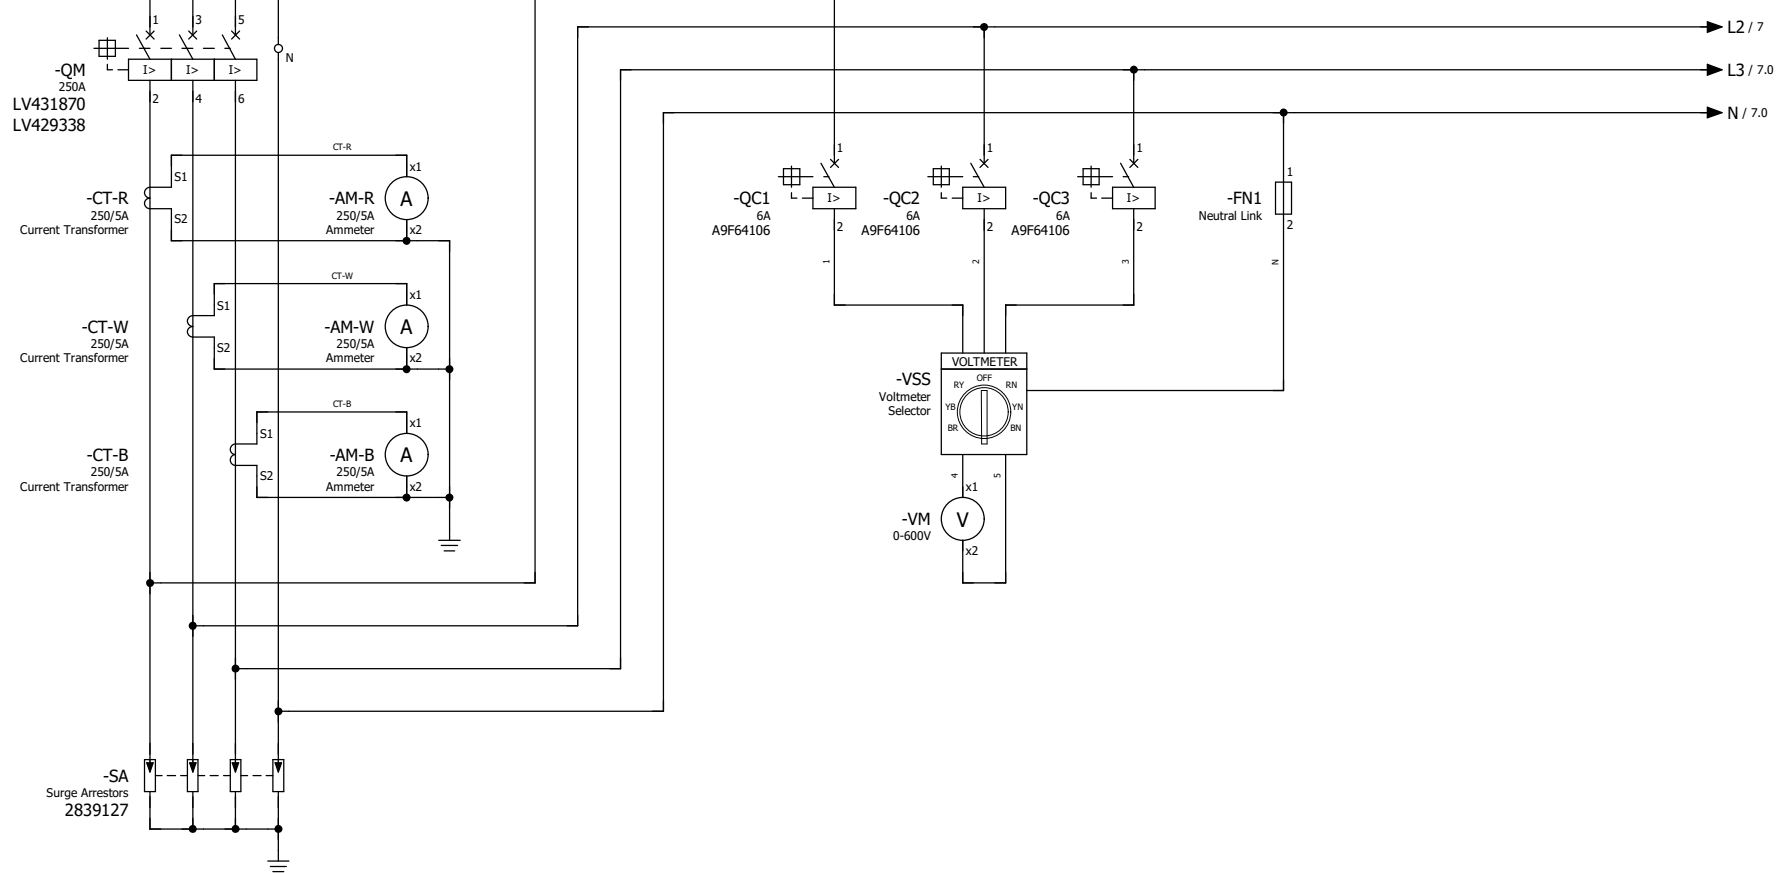 L2 / 7
L3 / 7.0
N / 7.0
1
3
5
N
-QM
250A
LV431870
LV429338
I>
I>
I>
2
4
6
CT-R
-CT-R
250/5A
Current Transformer
S1
S2
x1
-AM-R
250/5A
Ammeter
A
x2
CT-W
-CT-W
250/5A
Current Transformer
S1
S2
x1
-AM-W
250/5A
Ammeter
A
x2
CT-B
-CT-B
250/5A
Current Transformer
S1
S2
x1
-AM-B
250/5A
Ammeter
A
x2
-SA
Surge Arrestors
2839127
1
-QC1
6A
A9F64106
I>
2
1
1
-QC2
6A
A9F64106
I>
2
2
1
-QC3
6A
A9F64106
I>
2
3
1
-FN1
Neutral Link
2
N
-VSS
Voltmeter
Selector
VOLTMETER
OFF
RY
RN
YB
YN
BR
BN
4
5
x1
-VM
0-600V
V
x2